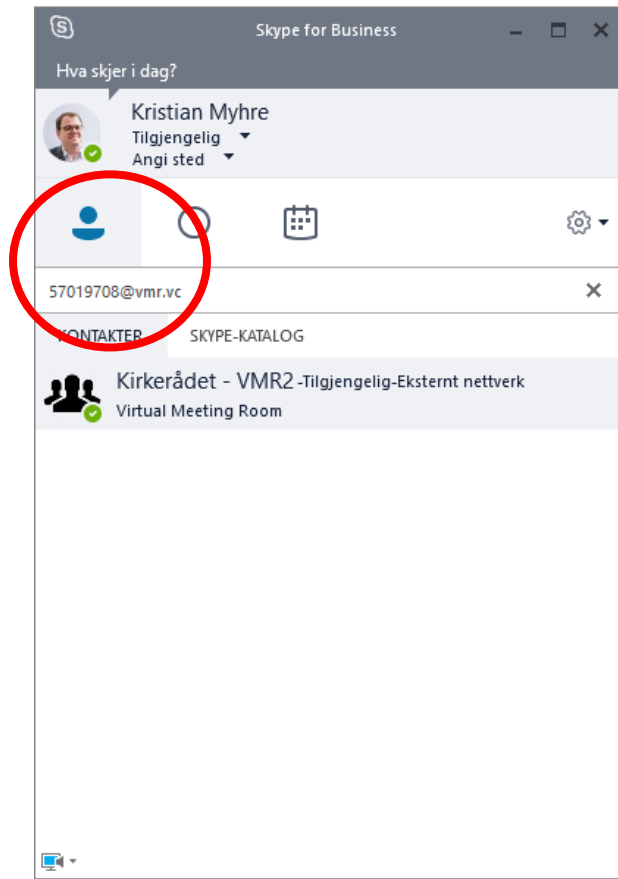 Skype for Business
Hva skjer i dag?
Kristian Myhre
Tilgjengelig
Angi sted
57019708@vmr.vc
KONTAKTER SKYPE-KATALOG
Kirkerådet - VMR2 -Tilgjengelig-Eksternt nettverk
Virtual Meeting Room